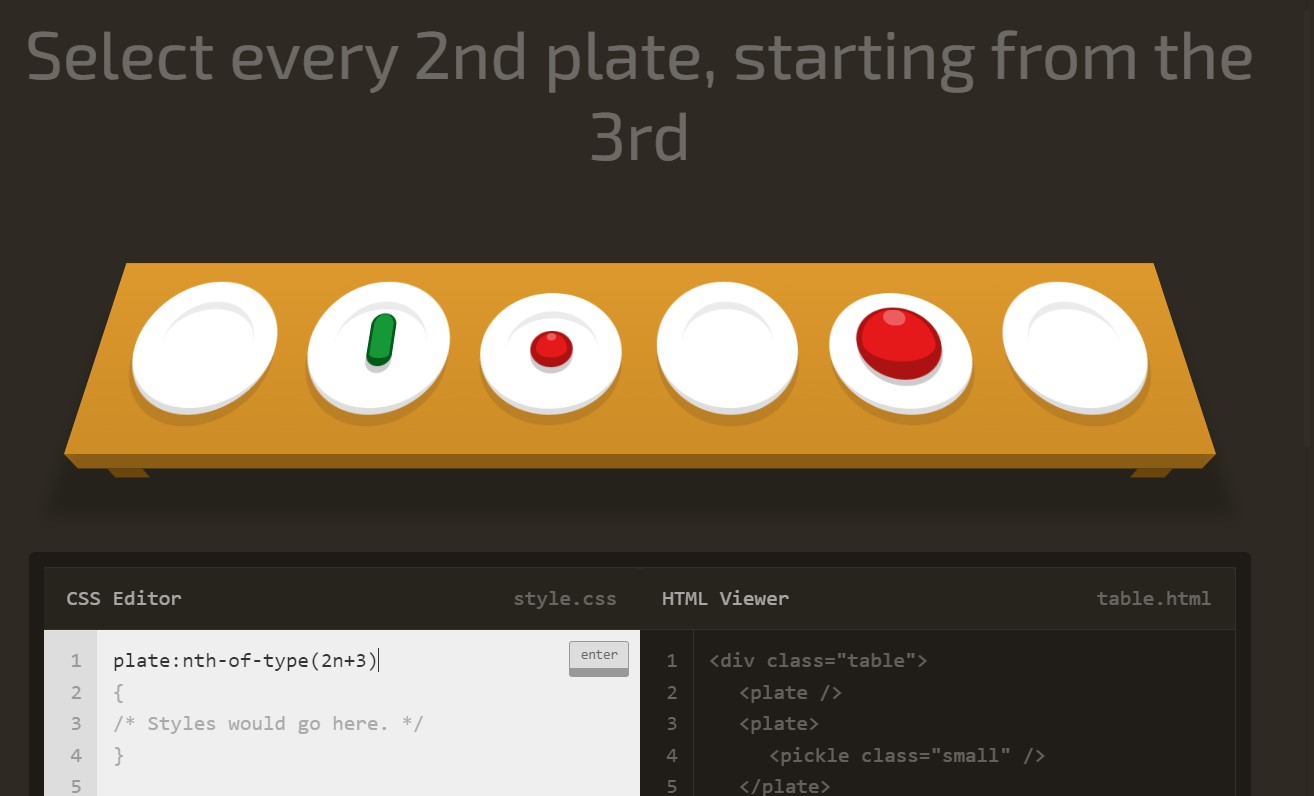 Select every 2nd plate, starting from the
3rd
CSS Editor style.css
HTML Viewer table.html
1 plate:nth-of-type(2n+3) enter
2 {
3 /* Styles would go here. */
4 }
5
1 <div class="table">
2 <plate />
3 <plate>
4 <pickle class="small" />
5 </plate>